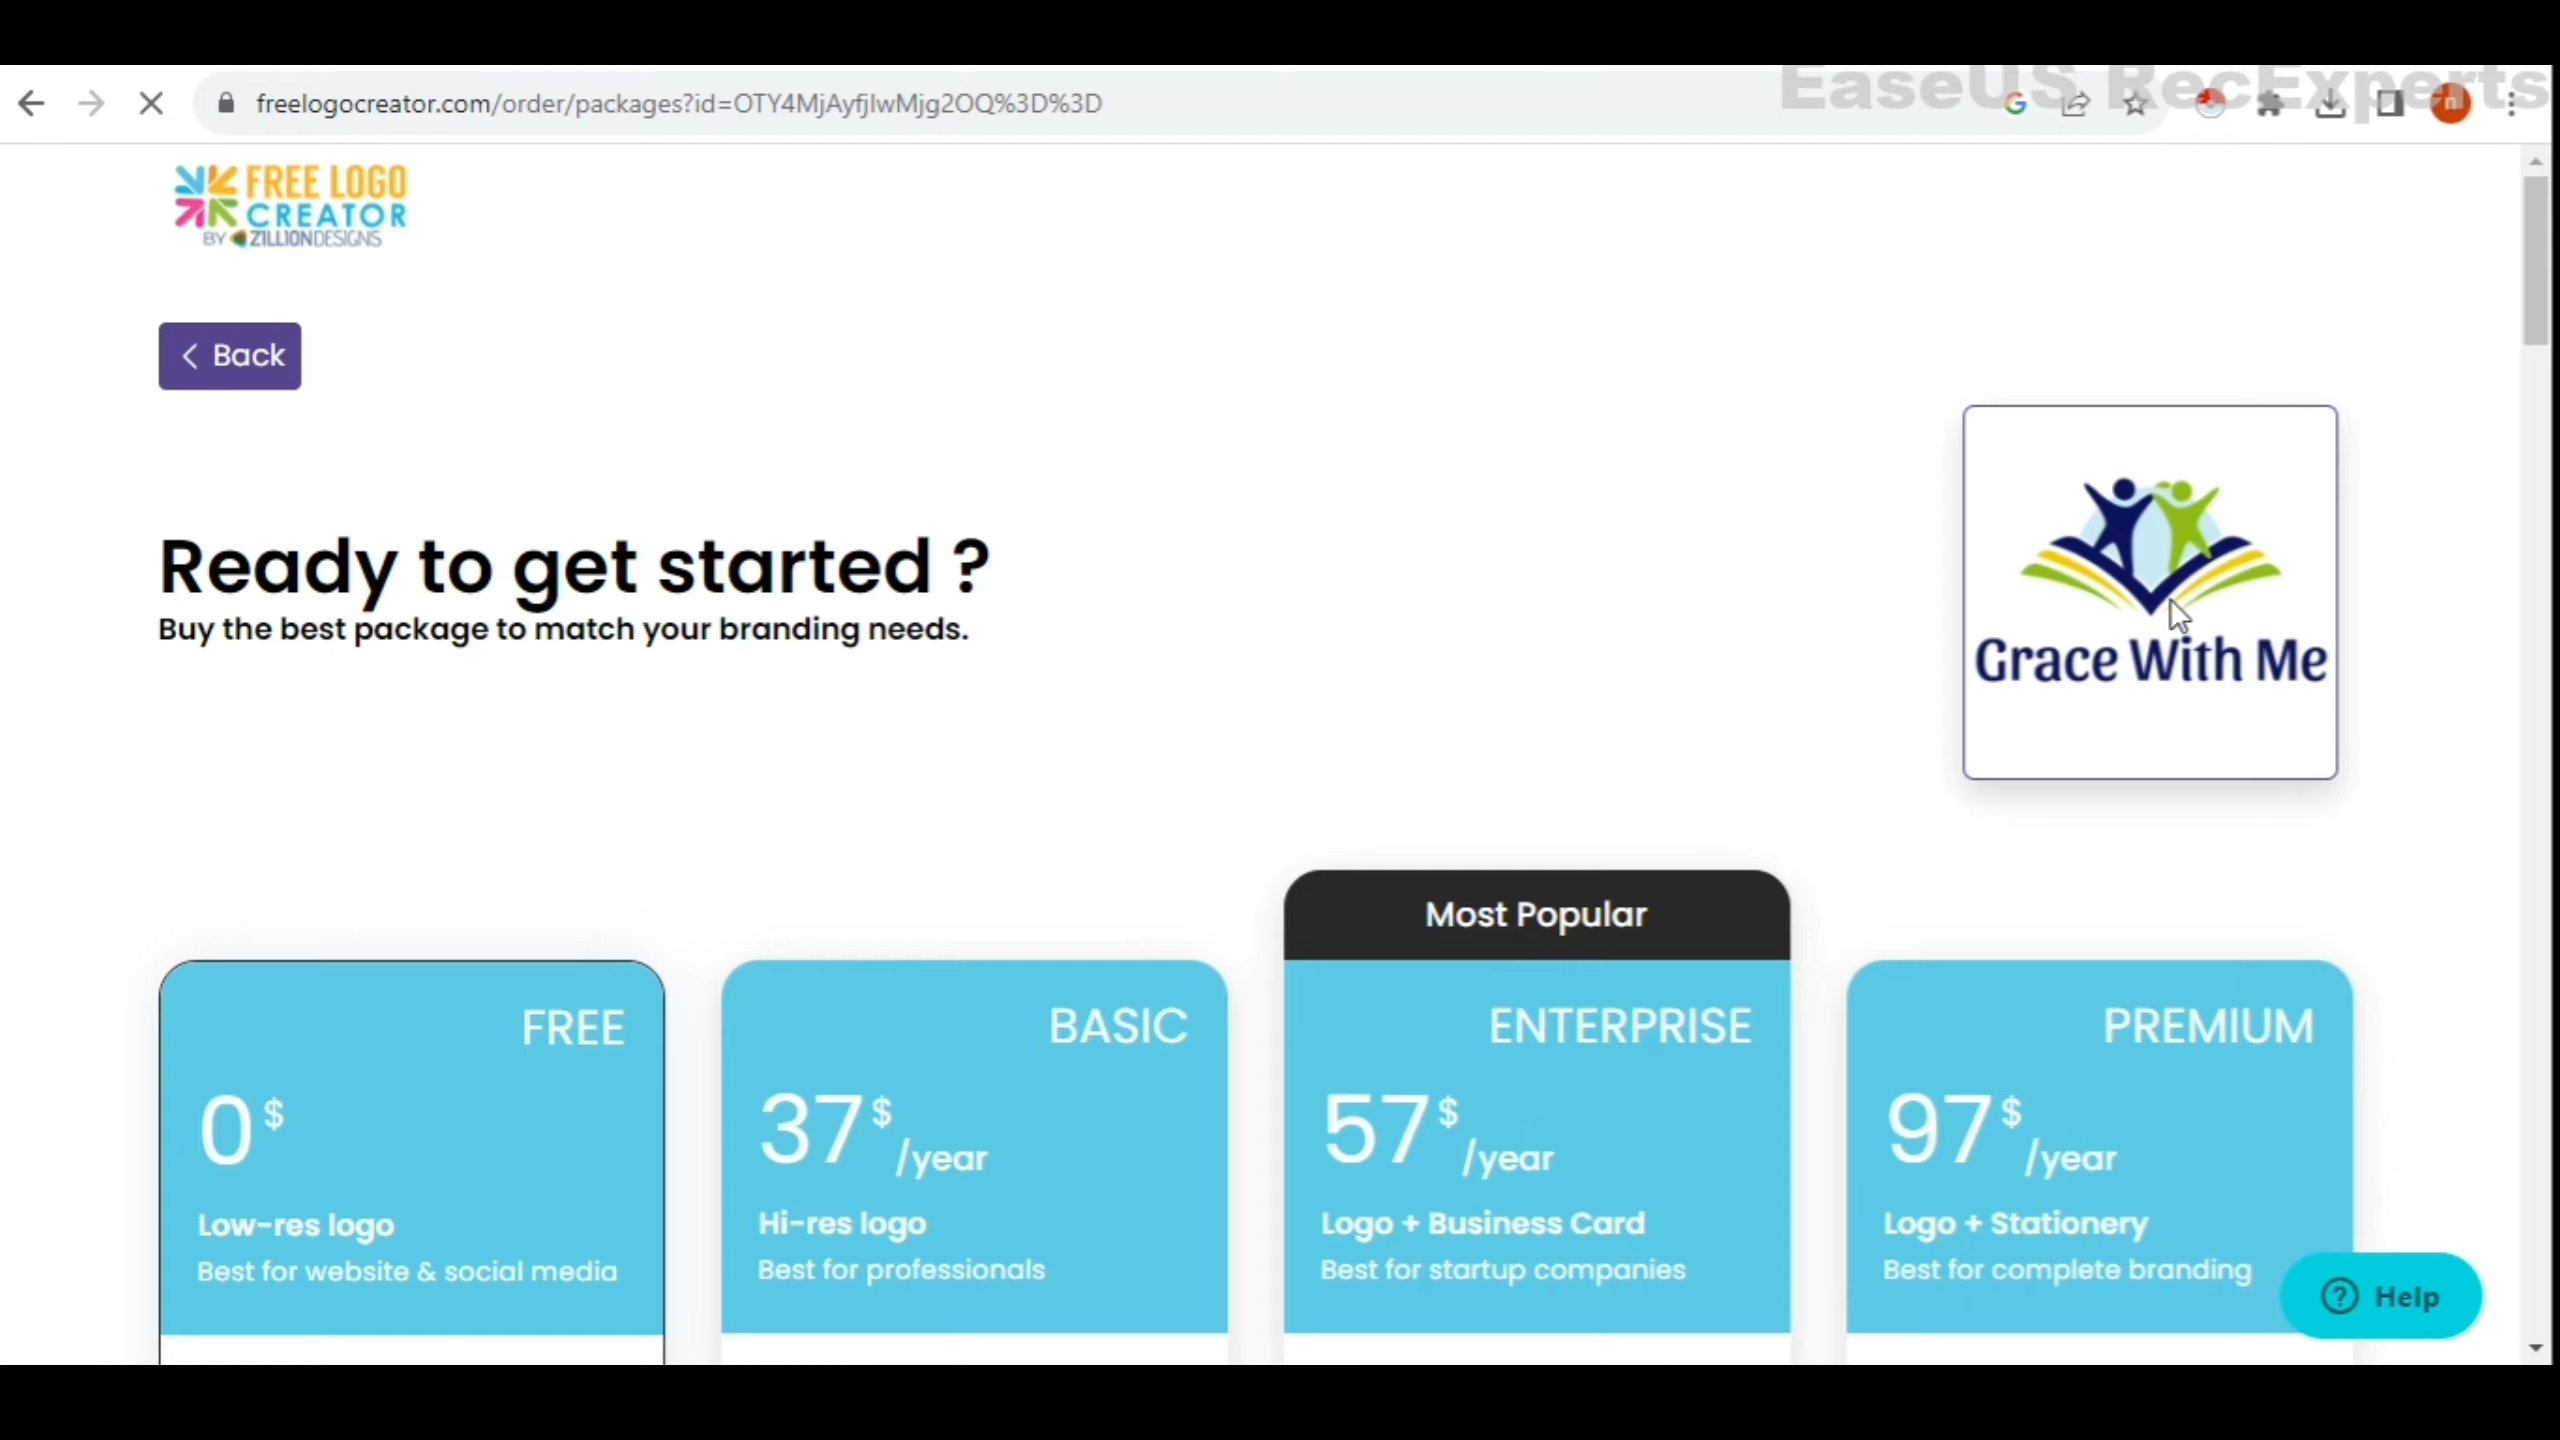 EaseUS RecExperts
freelogocreator.com/order/packages?id=OTY4MjAyfjIwMjg2OQ%3D%3D
n
FREE LOGO
CREATOR
BY ZILLIONDESIGNS
Back
Ready to get started ?
Buy the best package to match your branding needs.
Grace With Me
Most Popular
FREE
0$
Low-res logo
Best for website & social media
BASIC
37$/year
Hi-res logo
Best for professionals
ENTERPRISE
57$/year
Logo + Business Card
Best for startup companies
PREMIUM
97$/year
Logo + Stationery
Best for complete branding
Help